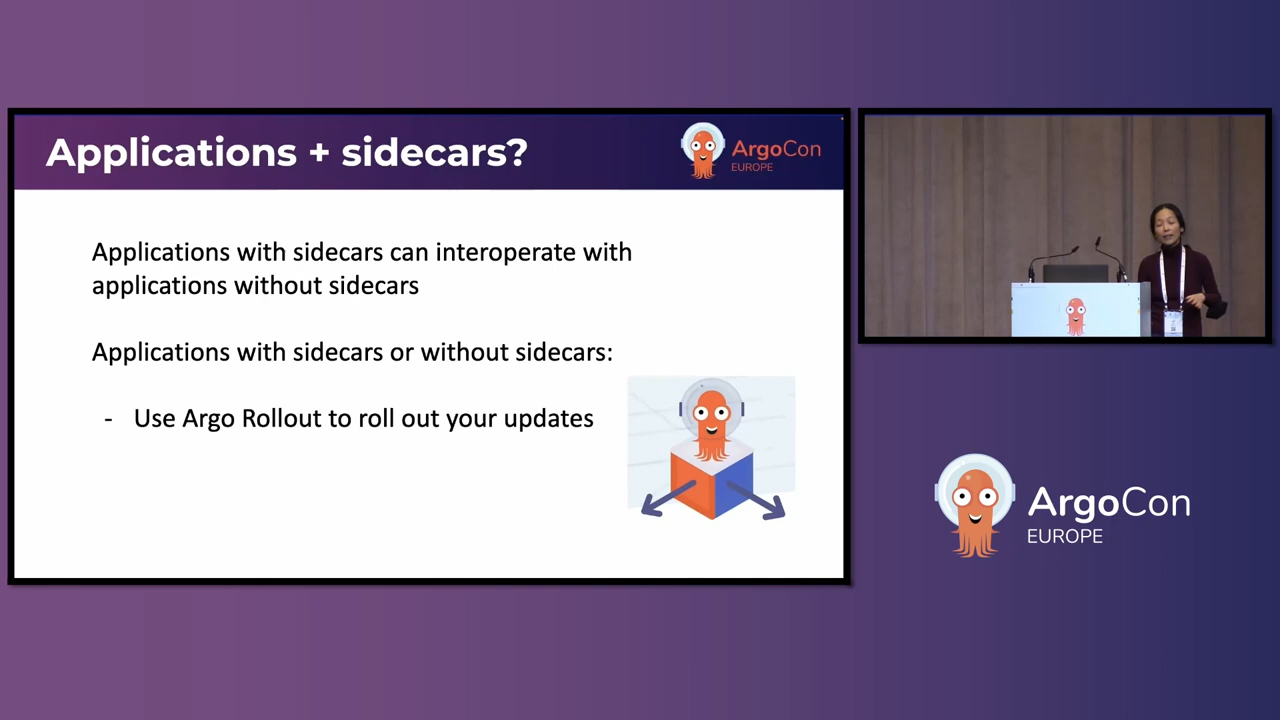 Applications + sidecars?
ArgoCon
EUROPE
Applications with sidecars can interoperate with
applications without sidecars
Applications with sidecars or without sidecars:
- Use Argo Rollout to roll out your updates
ArgoCon
EUROPE